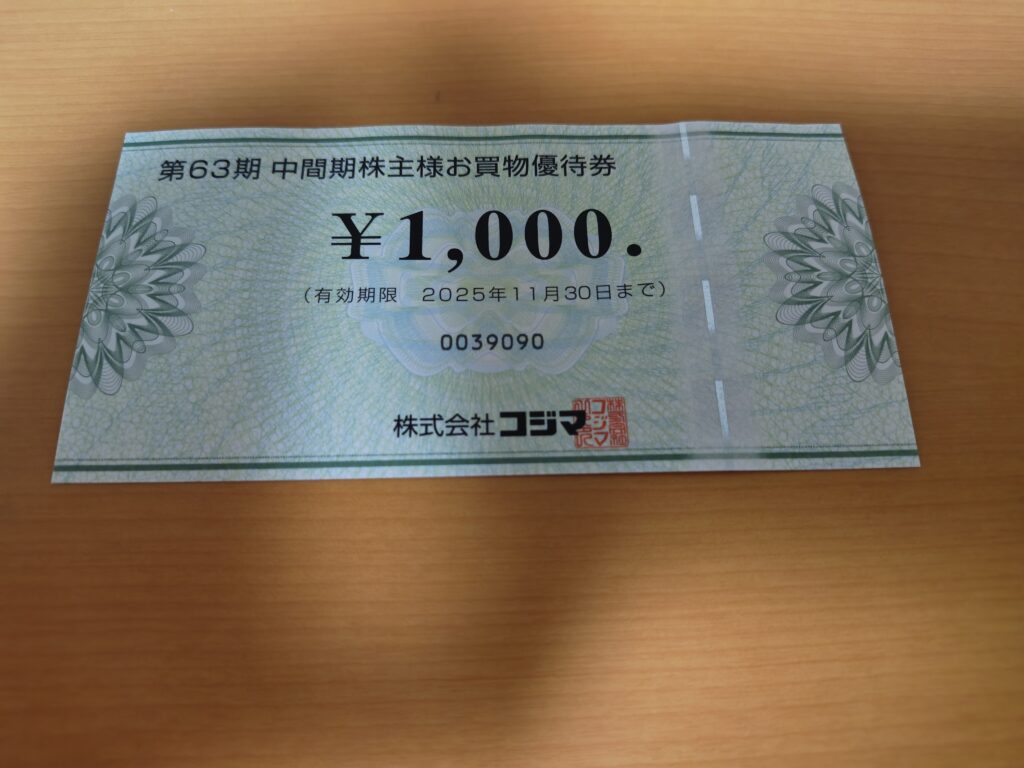 第63期 中間期株主様お買物優待券
¥1,000.
（有効期限　2025年11月30日まで）
0039090
株式会社 コジマ